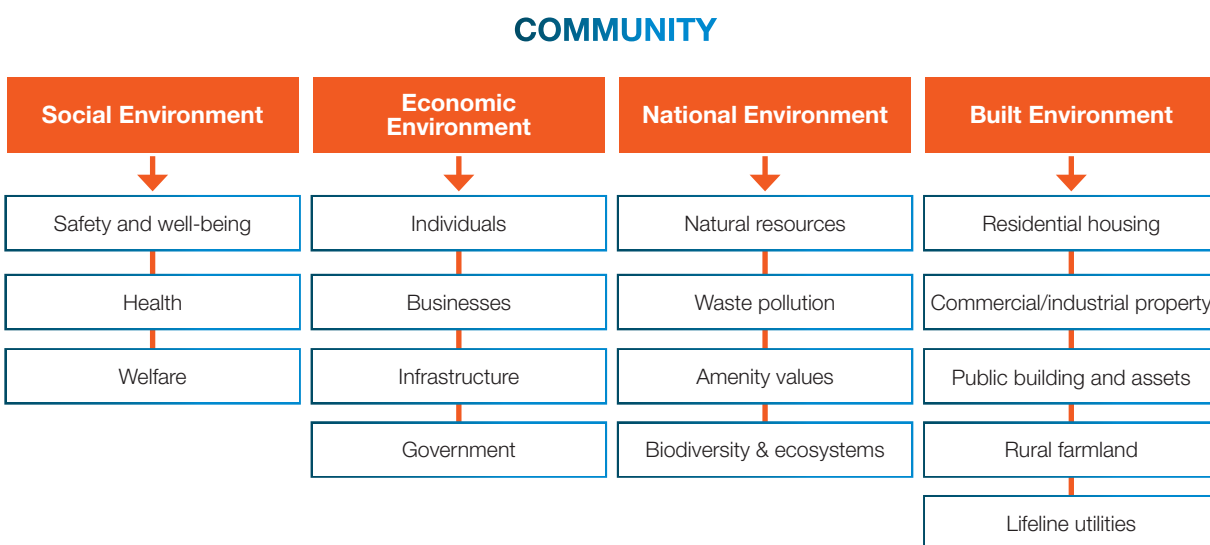 COMMUNITY
Social Environment
Safety and well-being
Health
Welfare
Economic
Environment
Individuals
Businesses
Infrastructure
Government
National Environment
Natural resources
Waste pollution
Amenity values
Biodiversity & ecosystems
Built Environment
Residential housing
Commercial/industrial property
Public building and assets
Rural farmland
Lifeline utilities